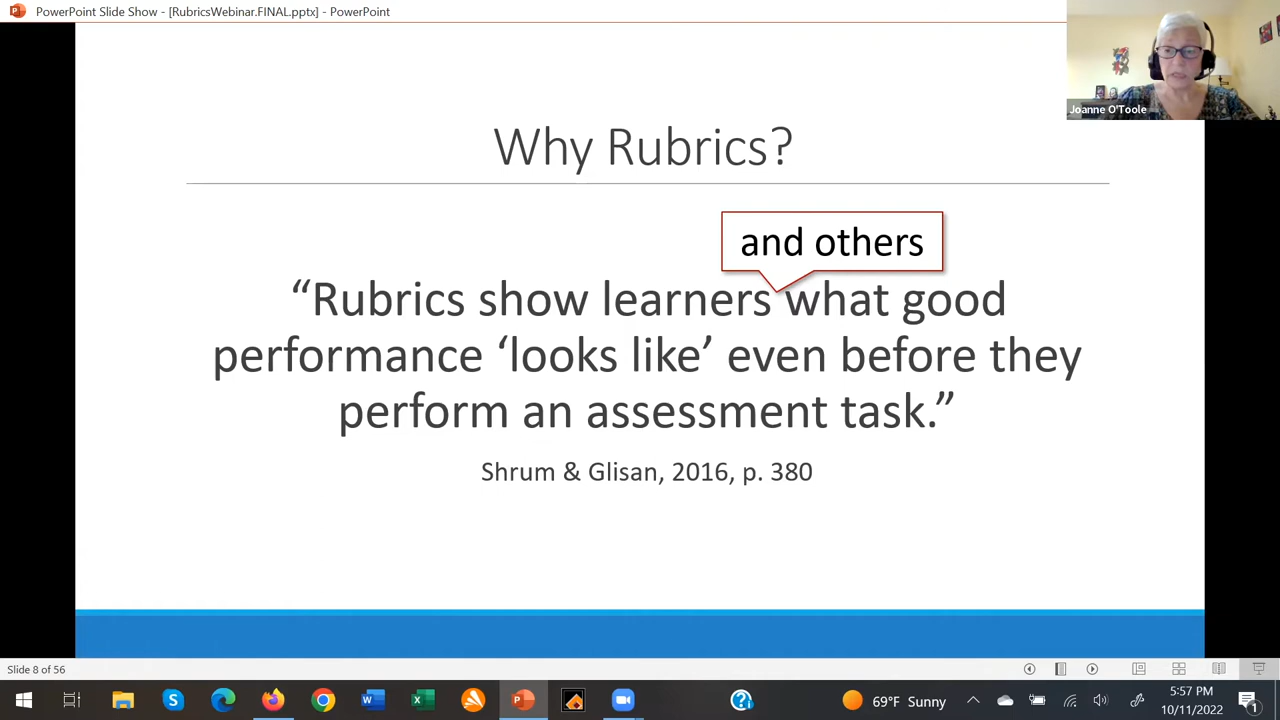 PowerPoint Slide Show - [RubricsWebinar.FINAL.pptx] - PowerPoint
Joanne O'Toole
Why Rubrics?
and others
“Rubrics show learners what good
performance ‘looks like’ even before they
perform an assessment task.”
Shrum & Glisan, 2016, p. 380
Slide 8 of 56
69°F Sunny
5:57 PM
10/11/2022
1